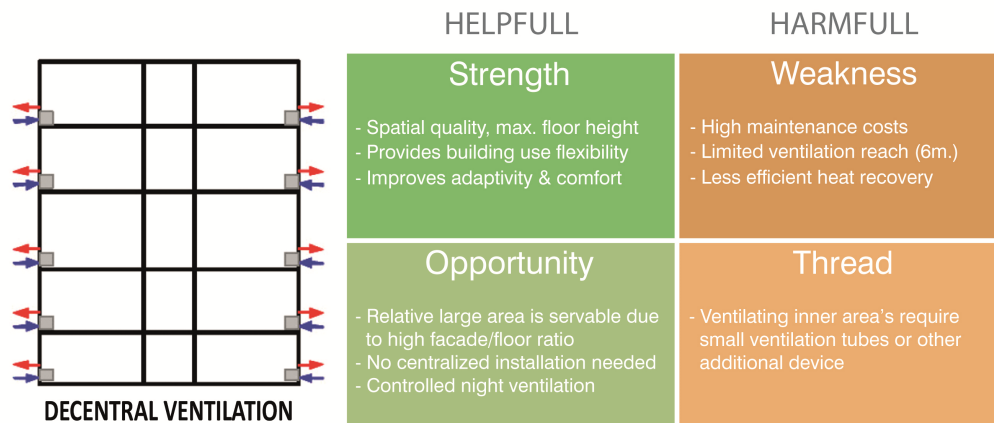 HELPFULL
HARMFULL
Strength
- Spatial quality, max. floor height
- Provides building use flexibility
- Improves adaptivity & comfort
Weakness
- High maintenance costs
- Limited ventilation reach (6m.)
- Less efficient heat recovery
Opportunity
- Relative large area is servable due
to high facade/floor ratio
- No centralized installation needed
- Controlled night ventilation
Thread
- Ventilating inner area's require
small ventilation tubes or other
additional device
DECENTRAL VENTILATION